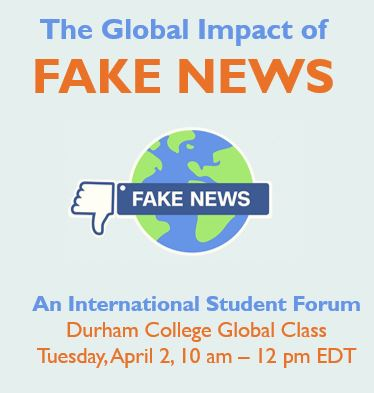 The Global Impact of
FAKE NEWS
FAKE NEWS
An International Student Forum
Durham College Global Class
Tuesday, April 2, 10 am – 12 pm EDT